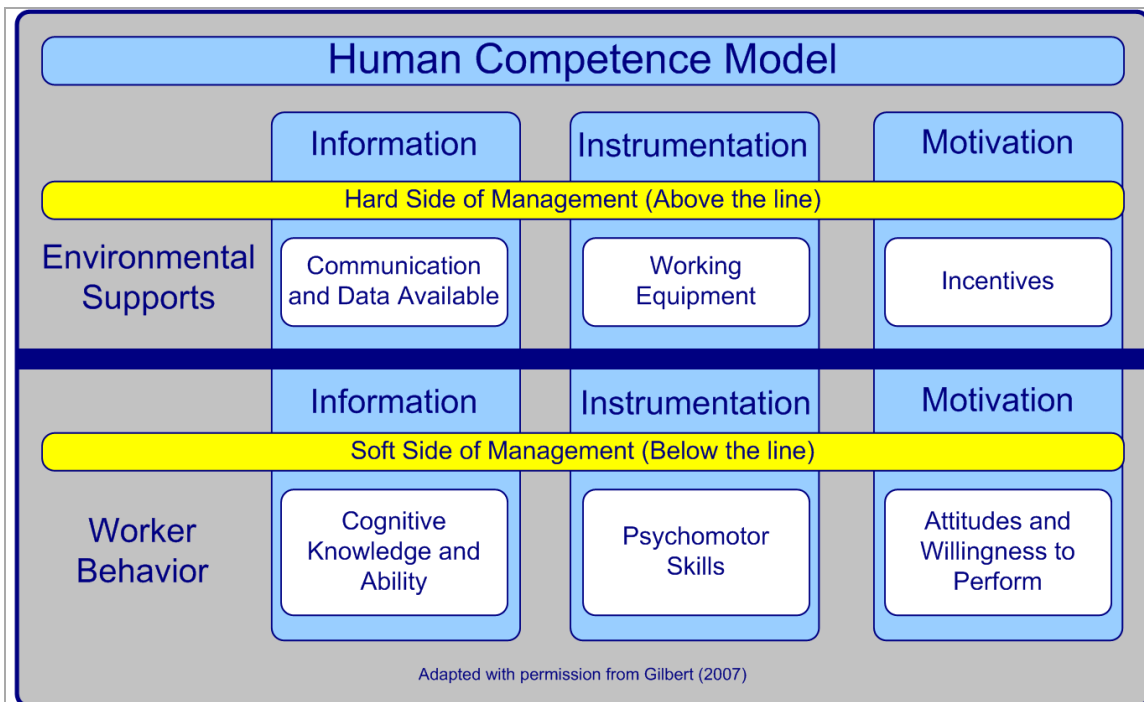 Human Competence Model
Information
Instrumentation
Motivation
Hard Side of Management (Above the line)
Environmental
Supports
Communication
and Data Available
Working
Equipment
Incentives
Information
Instrumentation
Motivation
Soft Side of Management (Below the line)
Worker
Behavior
Cognitive
Knowledge and
Ability
Psychomotor
Skills
Attitudes and
Willingness to
Perform
Adapted with permission from Gilbert (2007)